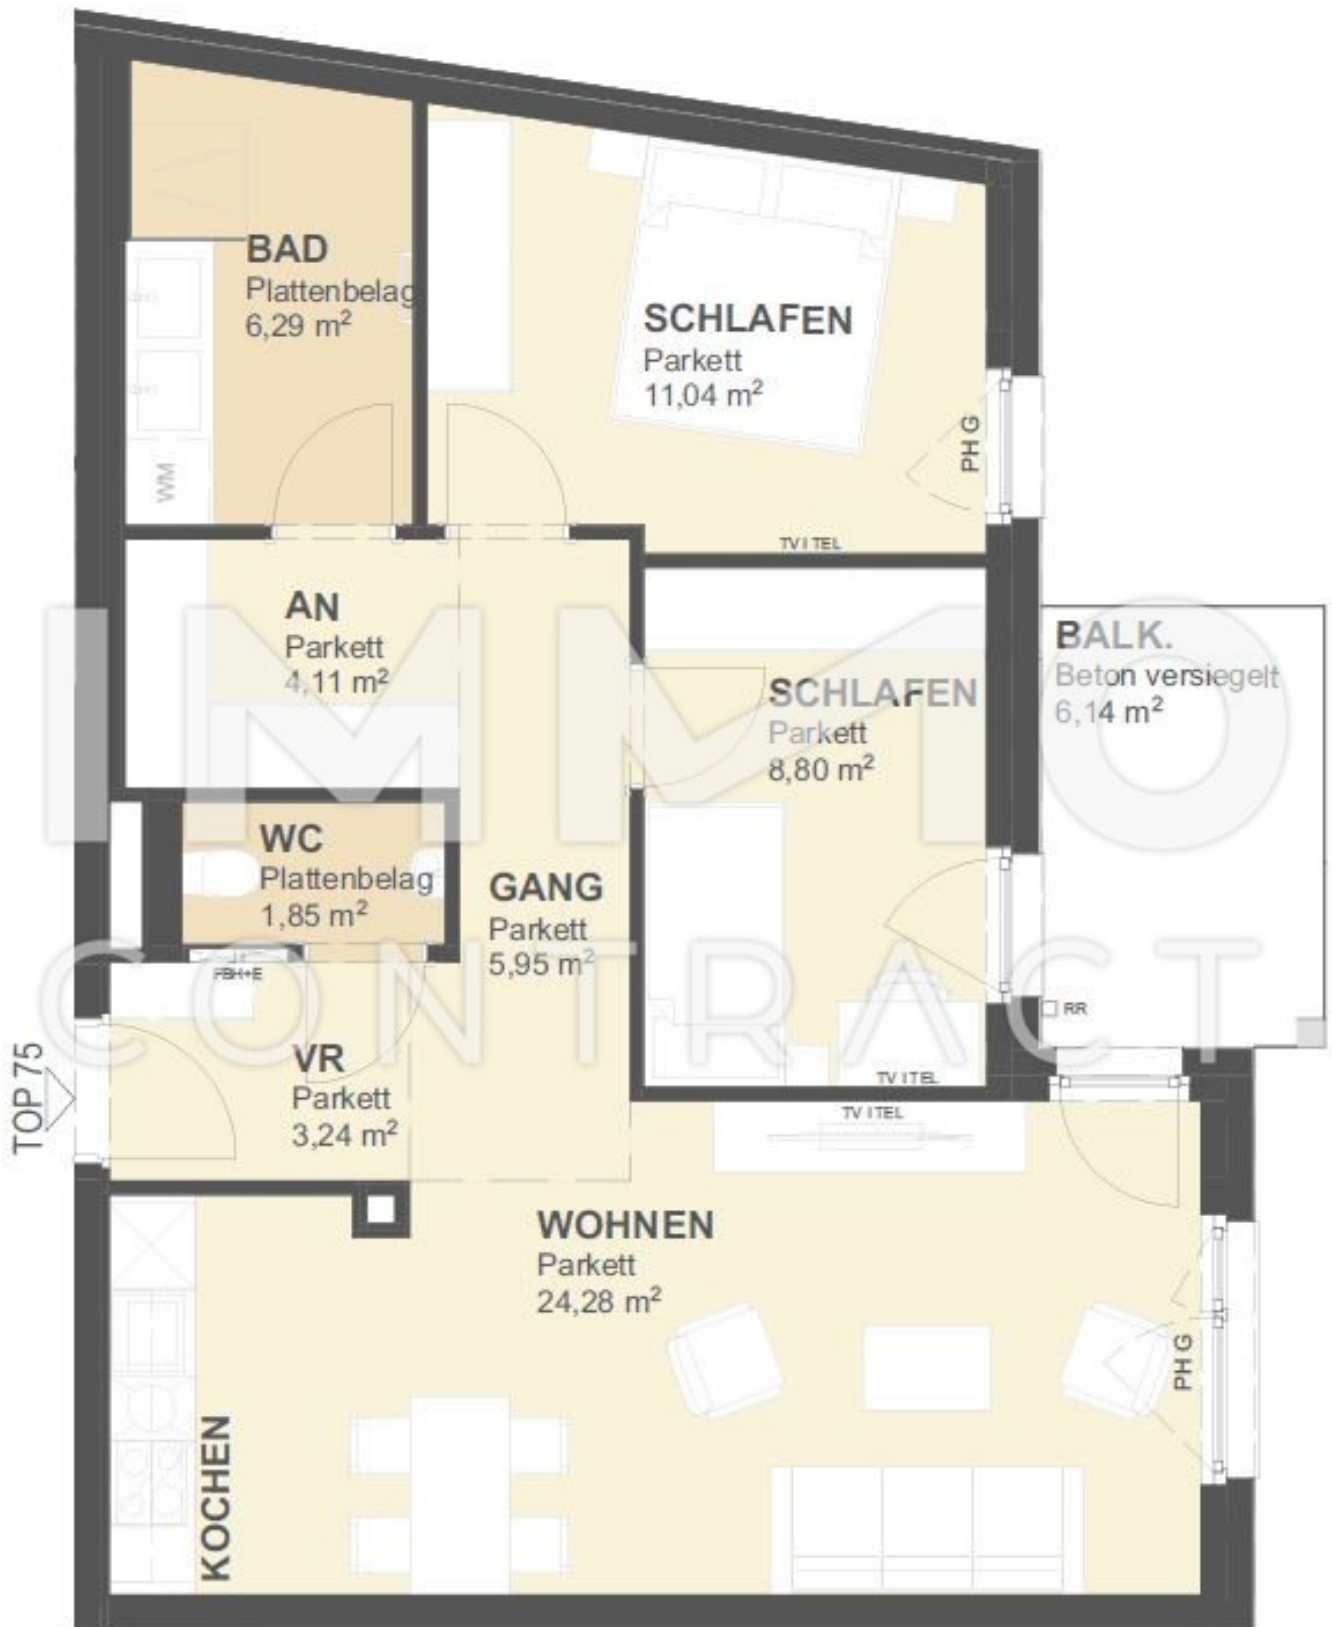 BAD
Plattenbelag
6,29 m²
WM
SCHLAFEN
Parkett
11,04 m²
PH G
TV I TEL
AN
Parkett
4,11 m²
SCHLAFEN
Parkett
8,80 m²
TV I TEL
BALK.
Beton versiegelt
6,14 m²
RR
IMMO
CONTRACT.
WC
Plattenbelag
1,85 m²
GANG
Parkett
5,95 m²
FBH+E
VR
Parkett
3,24 m²
TOP 75
TV I TEL
WOHNEN
Parkett
24,28 m²
PH G
KOCHEN